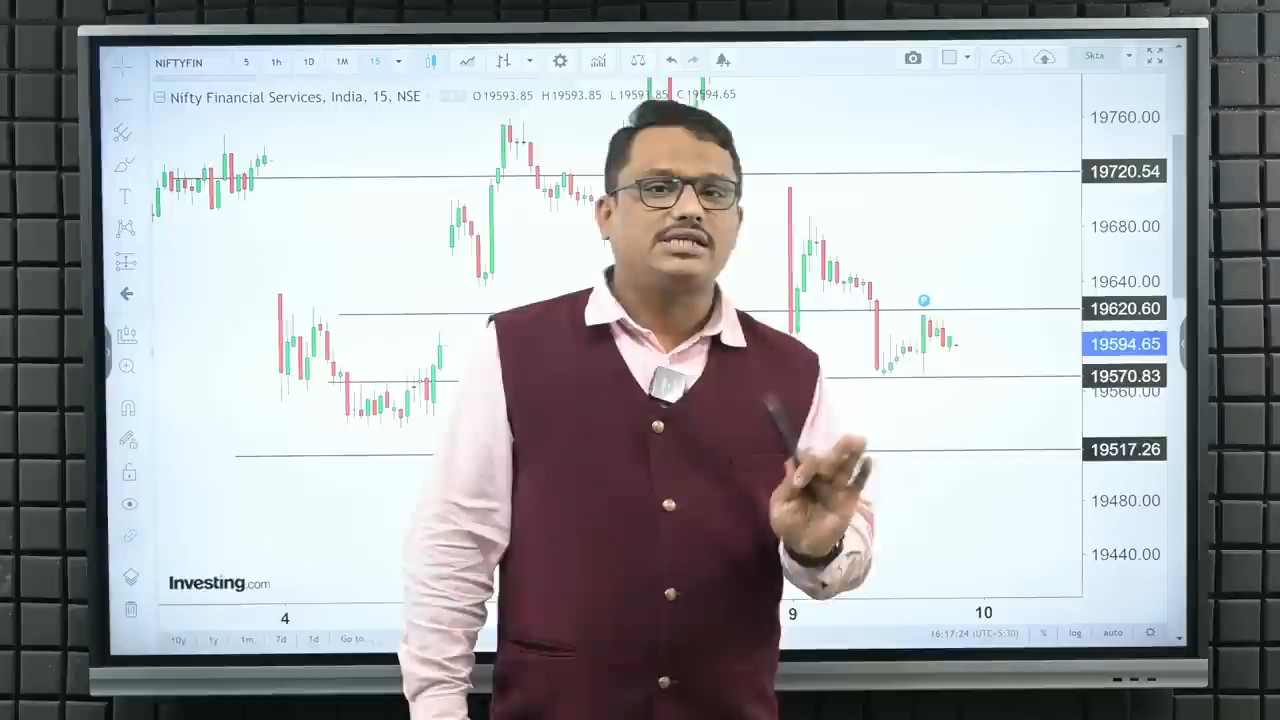 NIFTYFIN 5 1h 1D 1M 15
Skta
Nifty Financial Services, India, 15, NSE
O19593.85 H19593.85 L19593.85 C19594.65
19760.00
19720.54
19680.00
19640.00
19620.60
19594.65
19570.83
19560.00
19517.26
19480.00
19440.00
P
T
Investing.com
4 9 10
10y 1y 1m 7d 1d Go to...
16:17:24 (UTC+5:30) % log auto